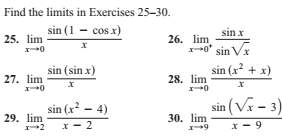 Find the limits in Exercises 25–30.
25. lim x→0 sin (1 − cos x) / x
26. lim x→0⁺ sin x / sin √x
27. lim x→0 sin (sin x) / x
28. lim x→0 sin (x² + x) / x
29. lim x→2 sin (x² − 4) / x − 2
30. lim x→9 sin (√x − 3) / x − 9